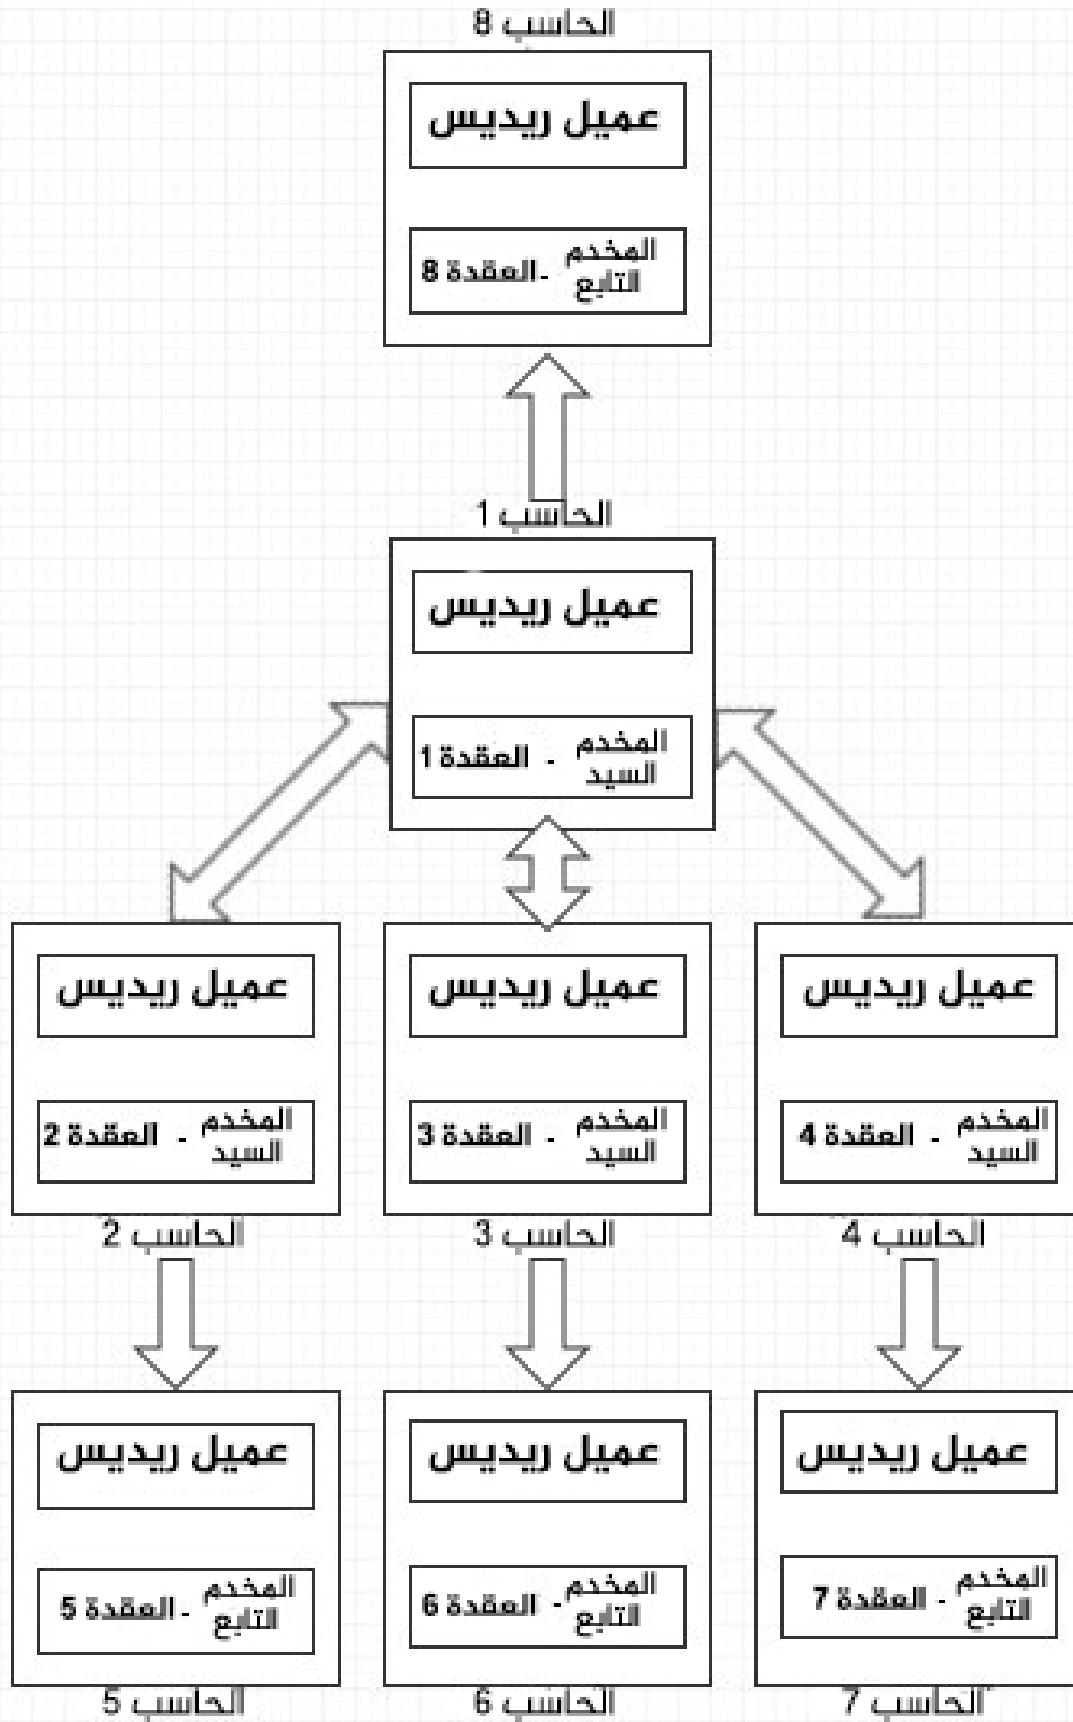 الحاسب 8
عميل ريديس
المخدم التابع - العقدة 8
الحاسب 1
عميل ريديس
المخدم السيد - العقدة 1
عميل ريديس
المخدم السيد - العقدة 2
الحاسب 2
عميل ريديس
المخدم السيد - العقدة 3
الحاسب 3
عميل ريديس
المخدم السيد - العقدة 4
الحاسب 4
عميل ريديس
المخدم التابع - العقدة 5
الحاسب 5
عميل ريديس
المخدم التابع - العقدة 6
الحاسب 6
عميل ريديس
المخدم التابع - العقدة 7
الحاسب 7